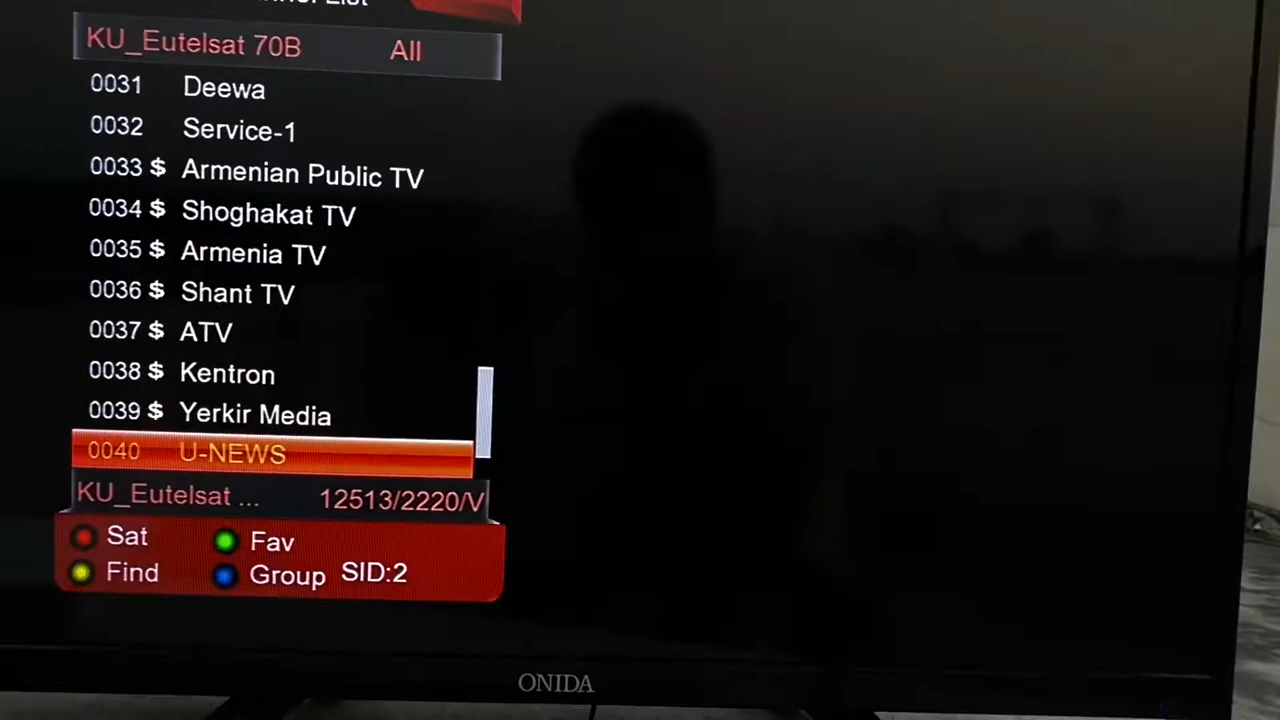 KU_Eutelsat 70B All
0031 Deewa
0032 Service-1
0033 $ Armenian Public TV
0034 $ Shoghakat TV
0035 $ Armenia TV
0036 $ Shant TV
0037 $ ATV
0038 $ Kentron
0039 $ Yerkir Media
0040 U-NEWS
KU_Eutelsat ... 12513/2220/V
Sat Fav
Find Group SID:2
ONIDA